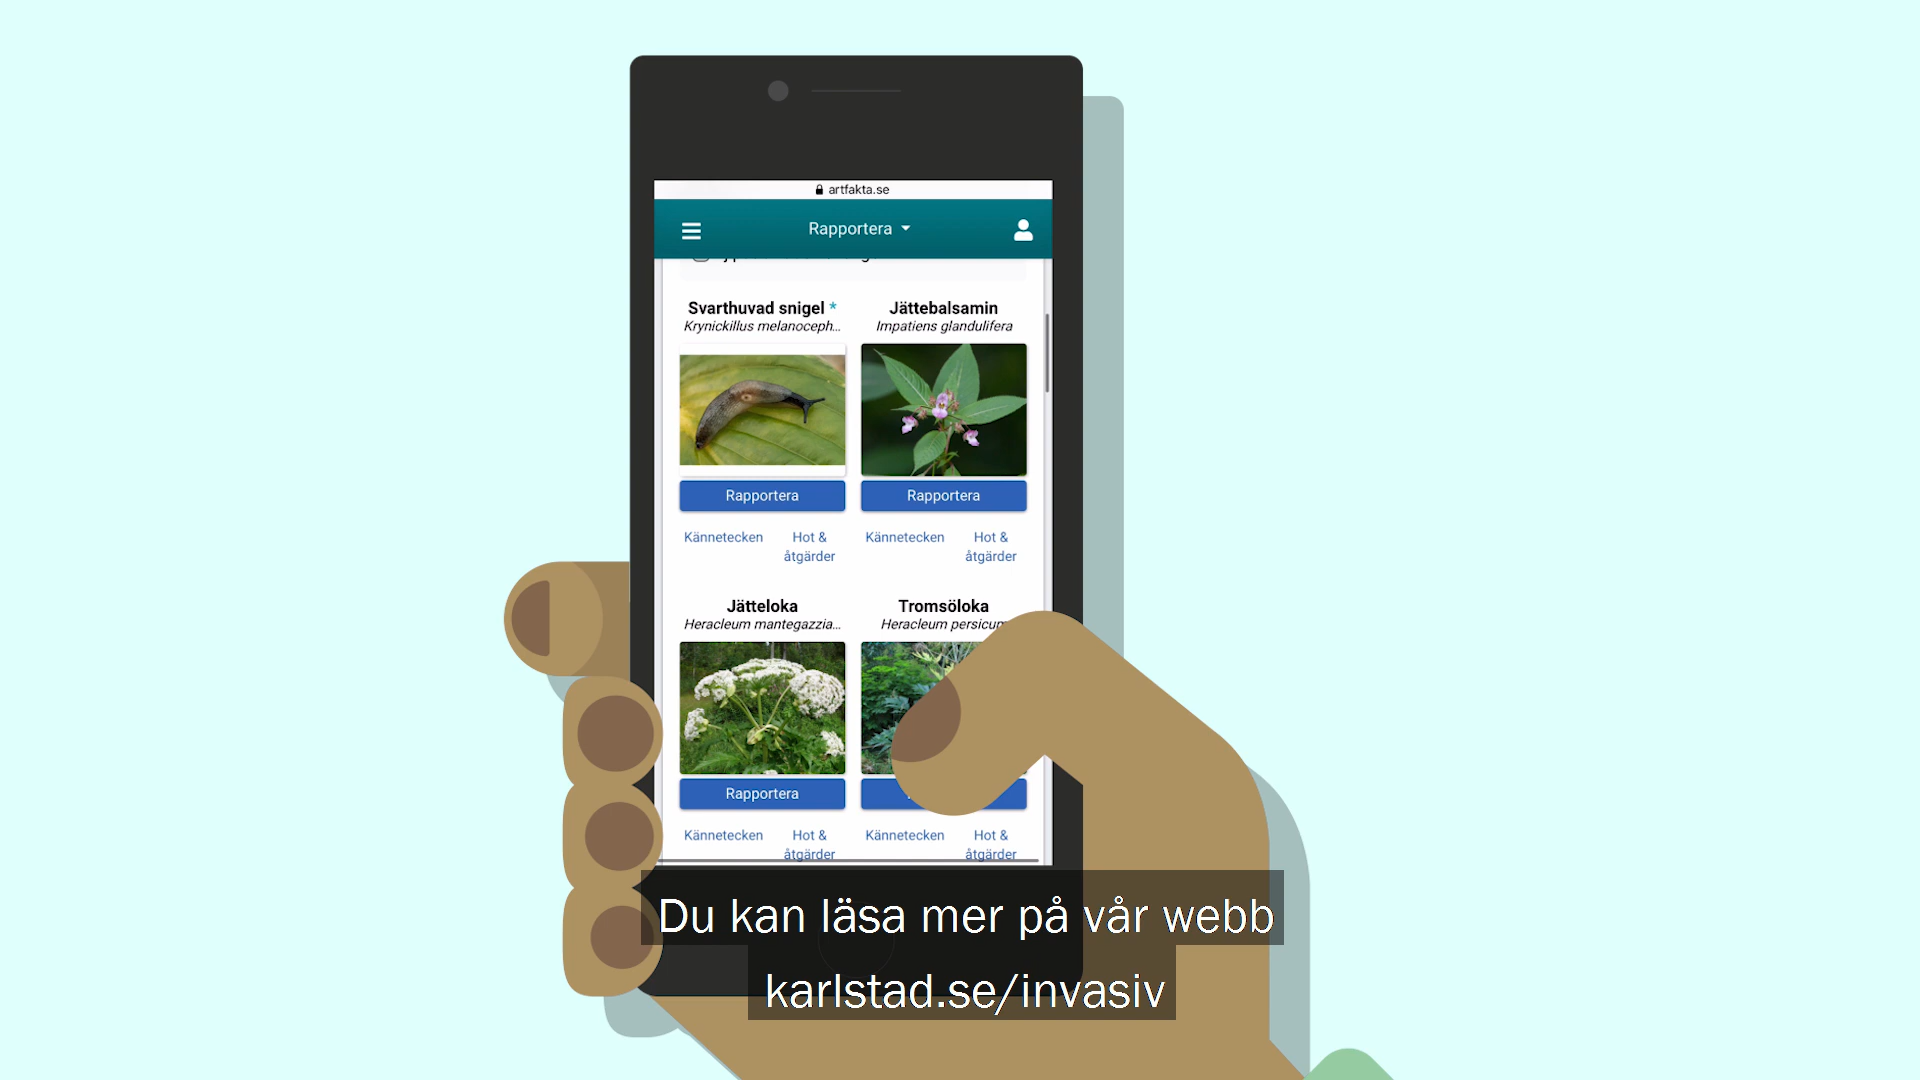 artfakta.se
Rapportera
Svarthuvad snigel * Jättebalsamin
Krynickillus melanoceph... Impatiens glandulifera
Rapportera Rapportera
Kännetecken Hot & Kännetecken Hot &
åtgärder åtgärder
Jätteloka Tromsöloka
Heracleum mantegazzia... Heracleum
Rapportera
Kännetecken Hot & Kännetecken Hot &
åtgärder åtgärder
Du kan läsa mer på vår webb
karlstad.se/invasiv